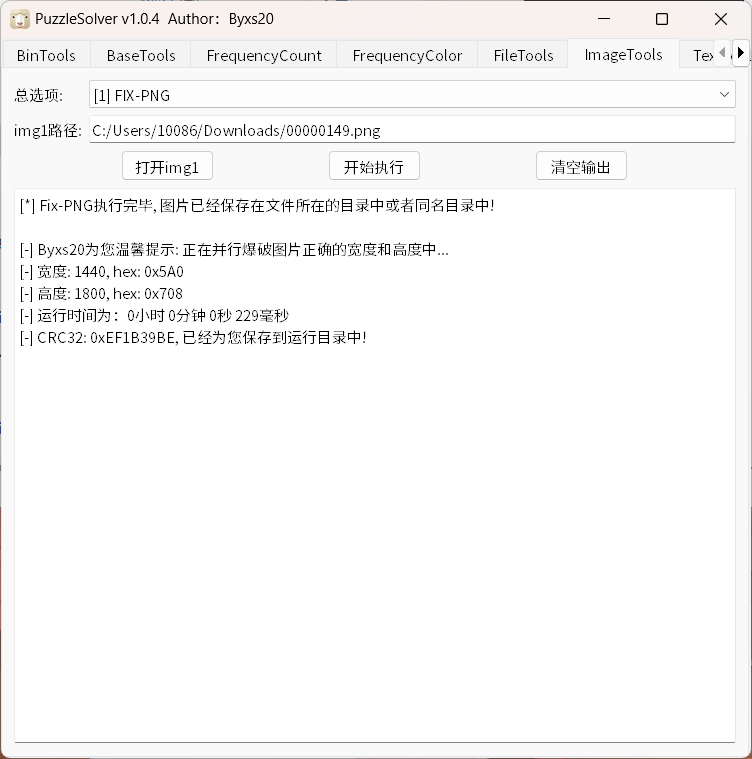 PuzzleSolver v1.0.4 Author： Byxs20
BinTools BaseTools FrequencyCount FrequencyColor FileTools ImageTools
总选项: [1] FIX-PNG
img1路径: C:/Users/10086/Downloads/00000149.png
打开img1 开始执行 清空输出
[*] Fix-PNG执行完毕, 图片已经保存在文件所在的目录中或者同名目录中!
[-] Byxs20为您温馨提示: 正在并行爆破图片正确的宽度和高度中...
[-] 宽度: 1440, hex: 0x5A0
[-] 高度: 1800, hex: 0x708
[-] 运行时间为：0小时 0分钟 0秒 229毫秒
[-] CRC32: 0xEF1B39BE, 已经为您保存到运行目录中!